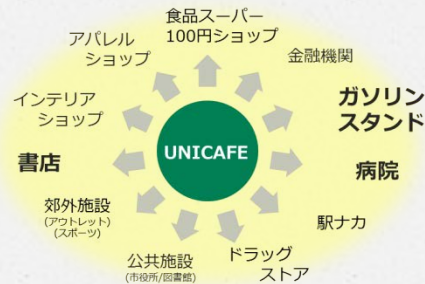 食品スーパー
100円ショップ
アパレル
ショップ
金融機関
インテリア
ショップ
ガソリン
スタンド
UNICAFE
書店
病院
郊外施設
(アウトレット)
(スポーツ)
駅ナカ
公共施設
(市役所/図書館)
ドラッグ
ストア